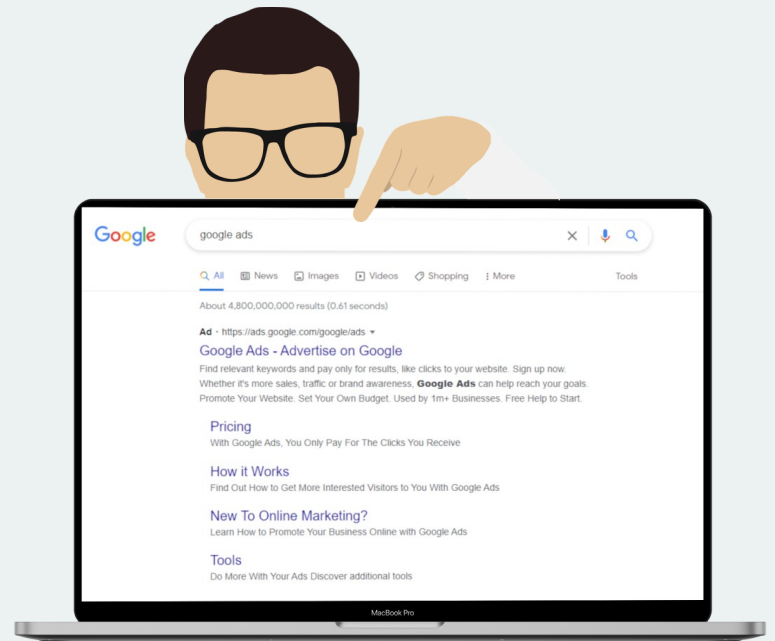 Google
google ads
All News Images Videos Shopping More Tools
About 4,800,000,000 results (0.61 seconds)
Ad · https://ads.google.com/google/ads
Google Ads - Advertise on Google
Find relevant keywords and pay only for results, like clicks to your website. Sign up now.
Whether it's more sales, traffic or brand awareness, Google Ads can help reach your goals.
Promote Your Website. Set Your Own Budget. Used by 1m+ Businesses. Free Help to Start.
Pricing
With Google Ads, You Only Pay For The Clicks You Receive
How it Works
Find Out How to Get More Interested Visitors to You With Google Ads
New To Online Marketing?
Learn How to Promote Your Business Online with Google Ads
Tools
Do More With Your Ads Discover additional tools
MacBook Pro